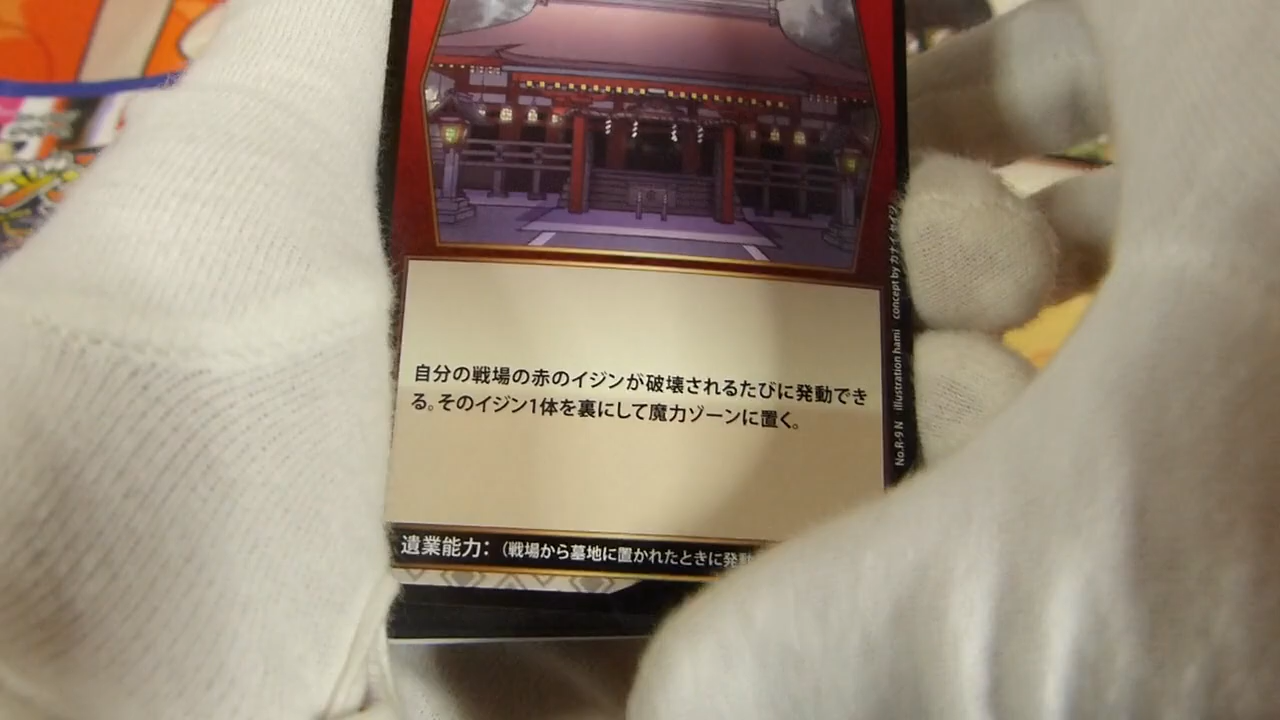 自分の戦場の赤のイジンが破壊されるたびに発動でき
る。そのイジン1体を裏にして魔力ゾーンに置く。
遺業能力：（戦場から墓地に置かれたときに発動
No.R-9 N illustration hami concept by カナイセイジ